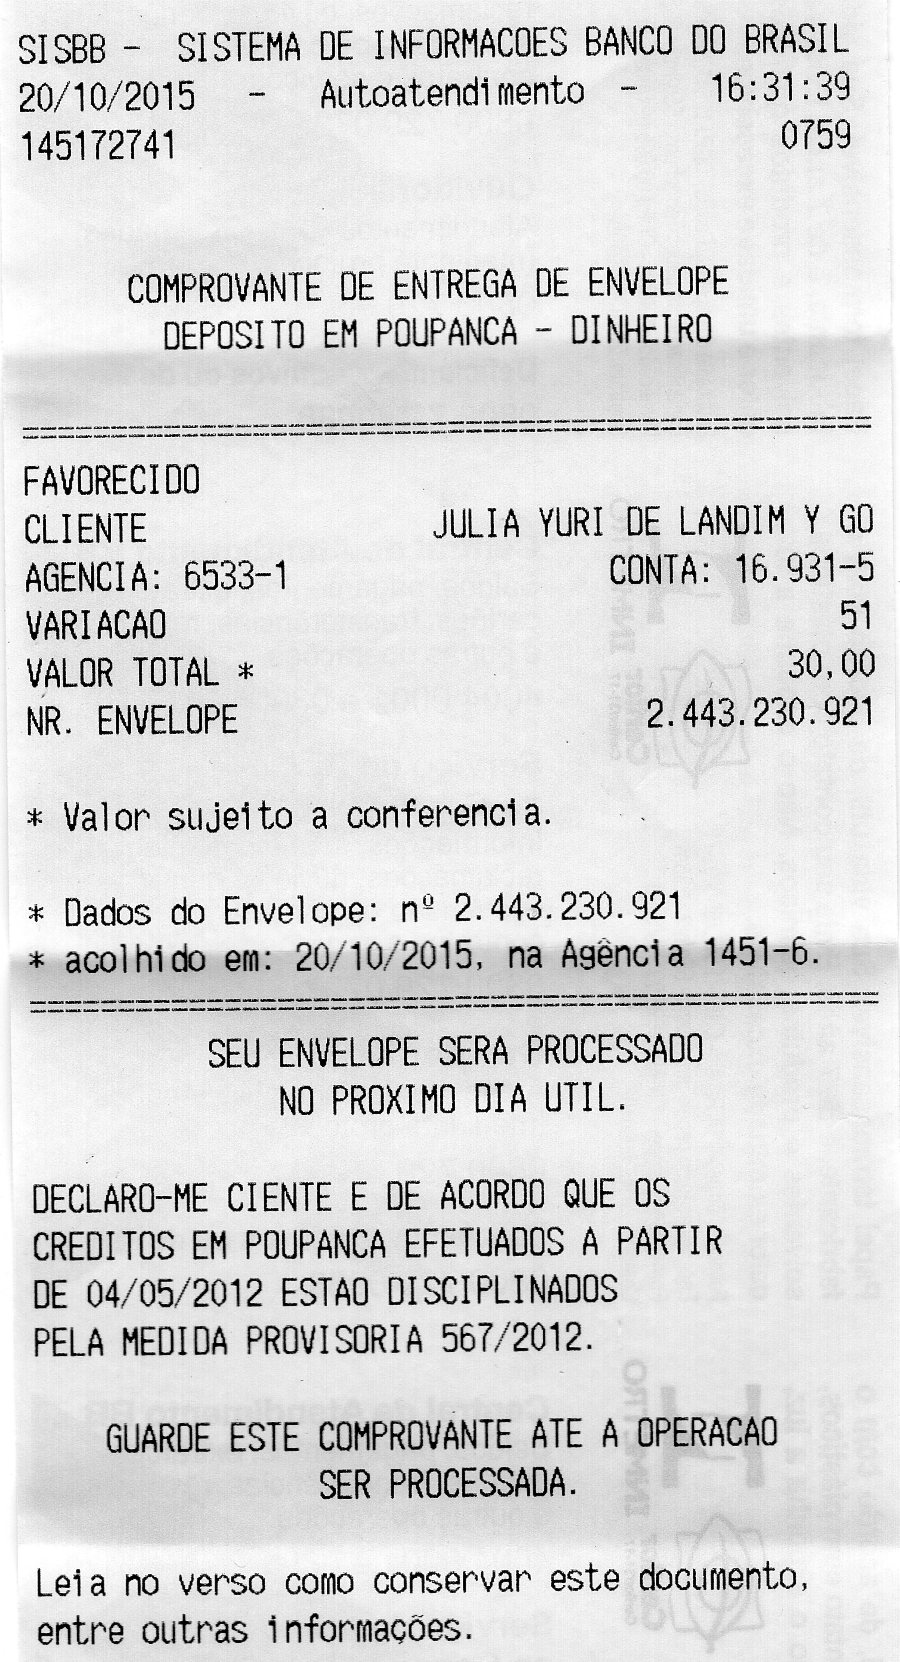 SISBB - SISTEMA DE INFORMACOES BANCO DO BRASIL
20/10/2015 - Autoatendimento - 16:31:39
145172741 0759
COMPROVANTE DE ENTREGA DE ENVELOPE
DEPOSITO EM POUPANCA - DINHEIRO
================================================
FAVORECIDO
CLIENTE JULIA YURI DE LANDIM Y GO
AGENCIA: 6533-1 CONTA: 16.931-5
VARIACAO 51
VALOR TOTAL * 30,00
NR. ENVELOPE 2.443.230.921
* Valor sujeito a conferencia.
* Dados do Envelope: nº 2.443.230.921
* acolhido em: 20/10/2015, na Agência 1451-6.
================================================
SEU ENVELOPE SERA PROCESSADO
NO PROXIMO DIA UTIL.
DECLARO-ME CIENTE E DE ACORDO QUE OS
CREDITOS EM POUPANCA EFETUADOS A PARTIR
DE 04/05/2012 ESTAO DISCIPLINADOS
PELA MEDIDA PROVISORIA 567/2012.
GUARDE ESTE COMPROVANTE ATE A OPERACAO
SER PROCESSADA.
Leia no verso como conservar este documento,
entre outras informações.